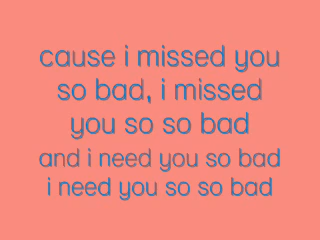 cause i missed you
so bad, i missed
you so so bad
and i need you so bad
i need you so so bad